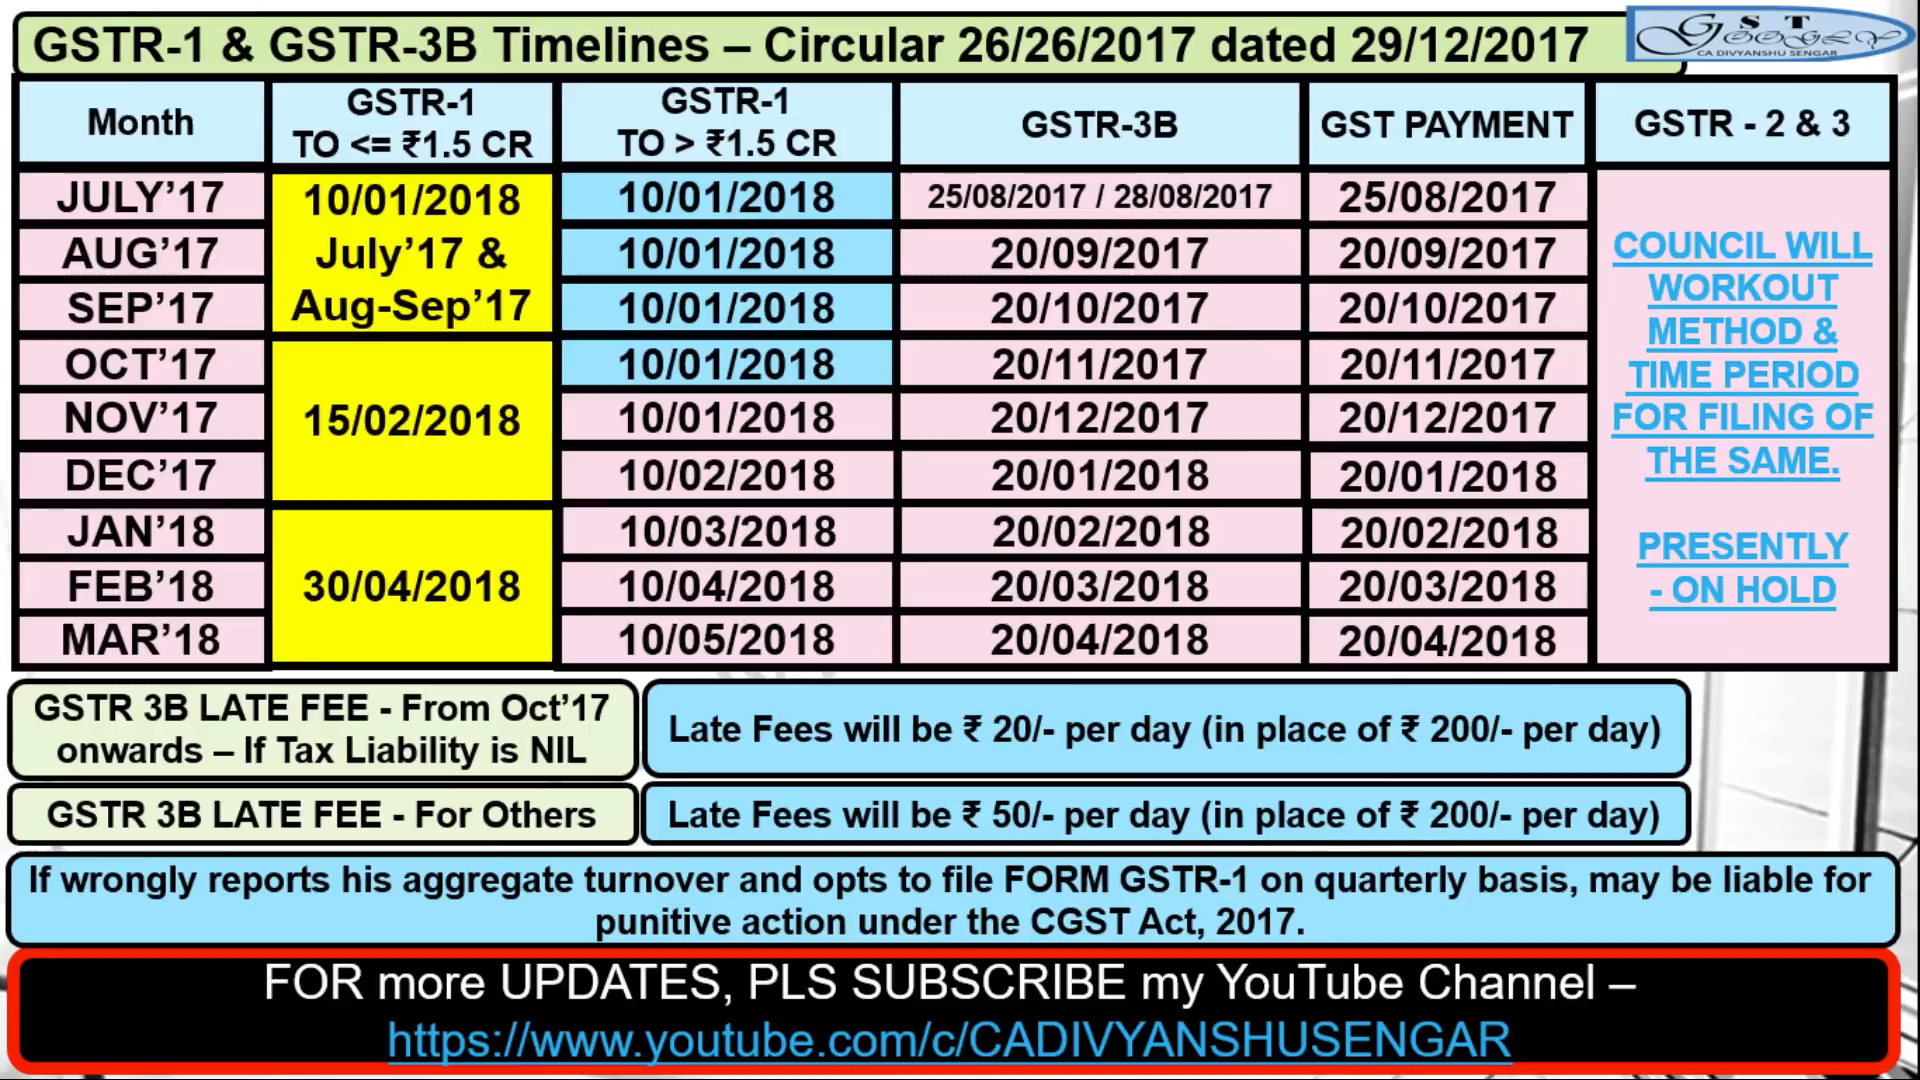 GSTR-1 & GSTR-3B Timelines – Circular 26/26/2017 dated 29/12/2017
GST
GOOGLY
CA DIVYANSHU SENGAR
Month
GSTR-1
TO <= ₹1.5 CR
GSTR-1
TO > ₹1.5 CR
GSTR-3B
GST PAYMENT
GSTR - 2 & 3
JULY’17
10/01/2018
July’17 &
Aug-Sep’17
10/01/2018
25/08/2017 / 28/08/2017
25/08/2017
AUG’17
10/01/2018
20/09/2017
20/09/2017
SEP’17
10/01/2018
20/10/2017
20/10/2017
OCT’17
15/02/2018
10/01/2018
20/11/2017
20/11/2017
NOV’17
10/01/2018
20/12/2017
20/12/2017
DEC’17
10/02/2018
20/01/2018
20/01/2018
JAN’18
30/04/2018
10/03/2018
20/02/2018
20/02/2018
FEB’18
10/04/2018
20/03/2018
20/03/2018
MAR’18
10/05/2018
20/04/2018
20/04/2018
COUNCIL WILL
WORKOUT
METHOD &
TIME PERIOD
FOR FILING OF
THE SAME.
PRESENTLY
- ON HOLD
GSTR 3B LATE FEE - From Oct’17
onwards – If Tax Liability is NIL
Late Fees will be ₹ 20/- per day (in place of ₹ 200/- per day)
GSTR 3B LATE FEE - For Others
Late Fees will be ₹ 50/- per day (in place of ₹ 200/- per day)
If wrongly reports his aggregate turnover and opts to file FORM GSTR-1 on quarterly basis, may be liable for
punitive action under the CGST Act, 2017.
FOR more UPDATES, PLS SUBSCRIBE my YouTube Channel –
https://www.youtube.com/c/CADIVYANSHUSENGAR